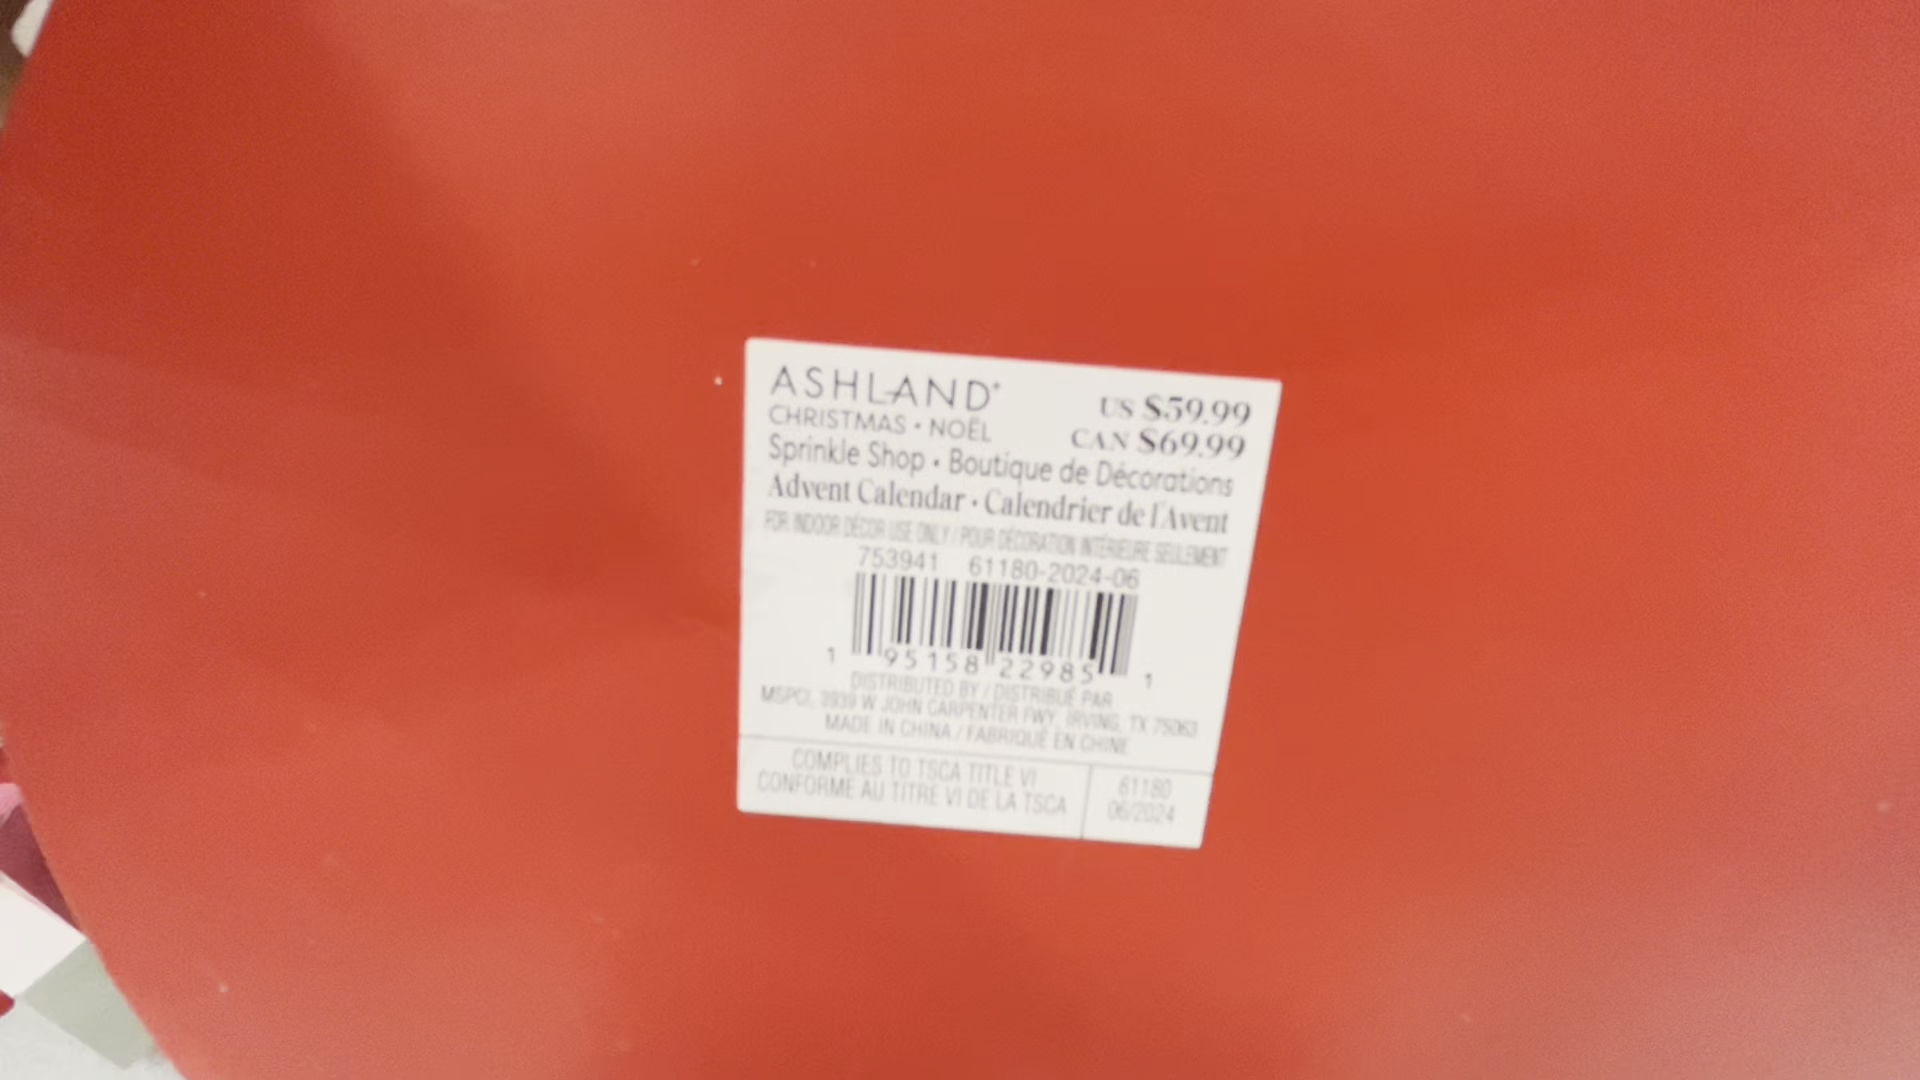 ASHLAND®
CHRISTMAS • NOËL
US $59.99
CAN $69.99
Sprinkle Shop • Boutique de Décorations
Advent Calendar • Calendrier de l'Avent
FOR INDOOR DÉCOR USE ONLY / POUR DÉCORATION INTÉRIEURE SEULEMENT
753941 61180-2024-06
1 95158 22985 1
DISTRIBUTED BY / DISTRIBUÉ PAR
MSPCI, 3939 W JOHN CARPENTER FWY, IRVING, TX 75063
MADE IN CHINA / FABRIQUÉ EN CHINE
COMPLIES TO TSCA TITLE VI
CONFORME AU TITRE VI DE LA TSCA
61180
06/2024